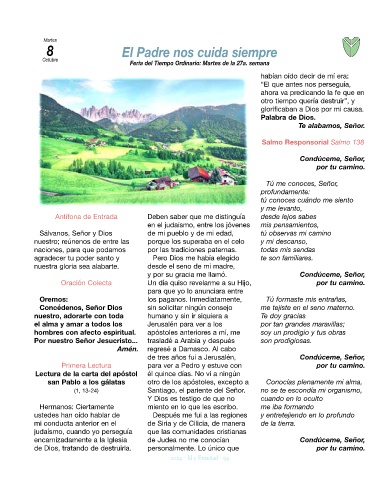 Martes
8
Octubre
El Padre nos cuida siempre
Feria del Tiempo Ordinario: Martes de la 27a. semana
Antífona de Entrada
Sálvanos, Señor y Dios
nuestro; reúnenos de entre las
naciones, para que podamos
agradecer tu poder santo y
nuestra gloria sea alabarte.
Oración Colecta
Oremos:
Concédenos, Señor Dios
nuestro, adorarte con toda
el alma y amar a todos los
hombres con afecto espiritual.
Por nuestro Señor Jesucristo...
Amén.
Primera Lectura
Lectura de la carta del apóstol
san Pablo a los gálatas
(1, 13-24)
Hermanos: Ciertamente
ustedes han oído hablar de
mi conducta anterior en el
judaísmo, cuando yo perseguía
encarnizadamente a la Iglesia
de Dios, tratando de destruirla.
Deben saber que me distinguía
en el judaísmo, entre los jóvenes
de mi pueblo y de mi edad,
porque los superaba en el celo
por las tradiciones paternas.
Pero Dios me había elegido
desde el seno de mi madre,
y por su gracia me llamó.
Un día quiso revelarme a su Hijo,
para que yo lo anunciara entre
los paganos. Inmediatamente,
sin solicitar ningún consejo
humano y sin ir siquiera a
Jerusalén para ver a los
apóstoles anteriores a mí, me
trasladé a Arabia y después
regresé a Damasco. Al cabo
de tres años fui a Jerusalén,
para ver a Pedro y estuve con
él quince días. No vi a ningún
otro de los apóstoles, excepto a
Santiago, el pariente del Señor.
Y Dios es testigo de que no
miento en lo que les escribo.
Después me fui a las regiones
de Siria y de Cilicia, de manera
que las comunidades cristianas
de Judea no me conocían
personalmente. Lo único que
habían oído decir de mí era:
"El que antes nos perseguía,
ahora va predicando la fe que en
otro tiempo quería destruir", y
glorificaban a Dios por mi causa.
Palabra de Dios.
Te alabamos, Señor.
Salmo Responsorial Salmo 138
Condúceme, Señor,
por tu camino.
Tú me conoces, Señor,
profundamente:
tú conoces cuándo me siento
y me levanto,
desde lejos sabes
mis pensamientos,
tú observas mi camino
y mi descanso,
todas mis sendas
te son familiares.
Condúceme, Señor,
por tu camino.
Tú formaste mis entrañas,
me tejiste en el seno materno.
Te doy gracias
por tan grandes maravillas;
soy un prodigio y tus obras
son prodigiosas.
Condúceme, Señor,
por tu camino.
Conocías plenamente mi alma,
no se te escondía mi organismo,
cuando en lo oculto
me iba formando
y entretejiendo en lo profundo
de la tierra.
Condúceme, Señor,
por tu camino.